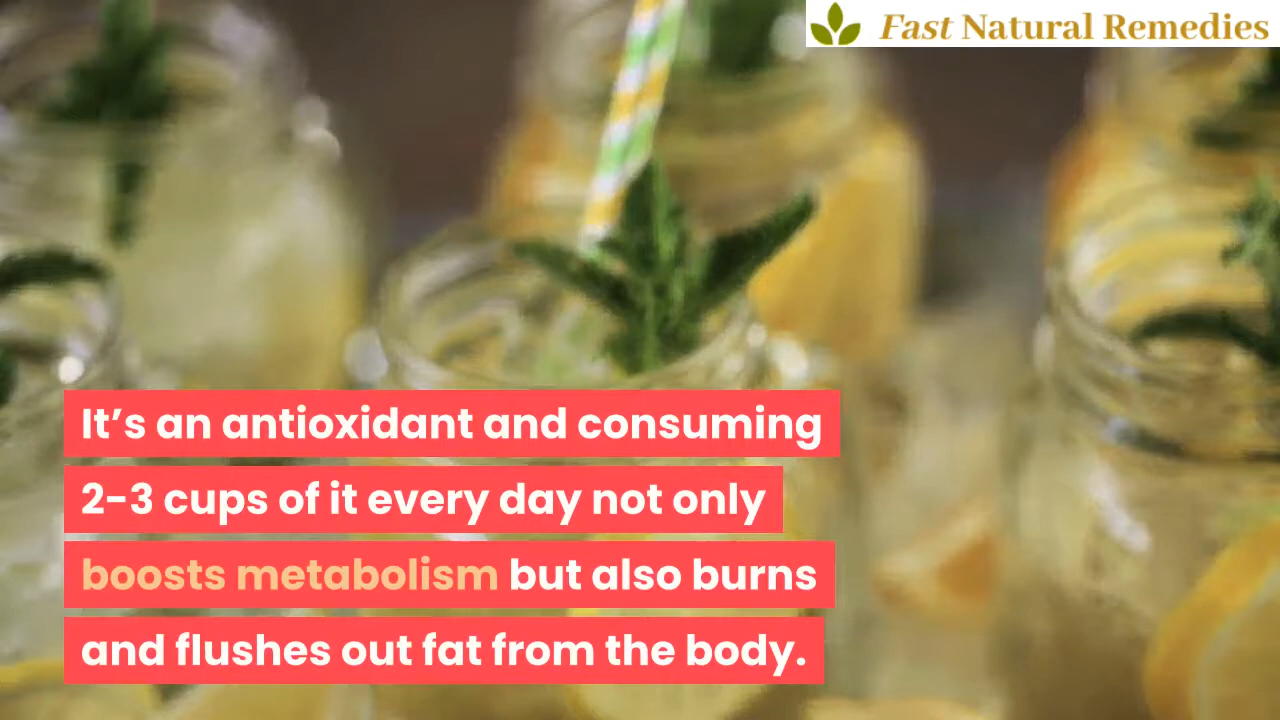 Fast Natural Remedies
It’s an antioxidant and consuming
2-3 cups of it every day not only
boosts metabolism but also burns
and flushes out fat from the body.